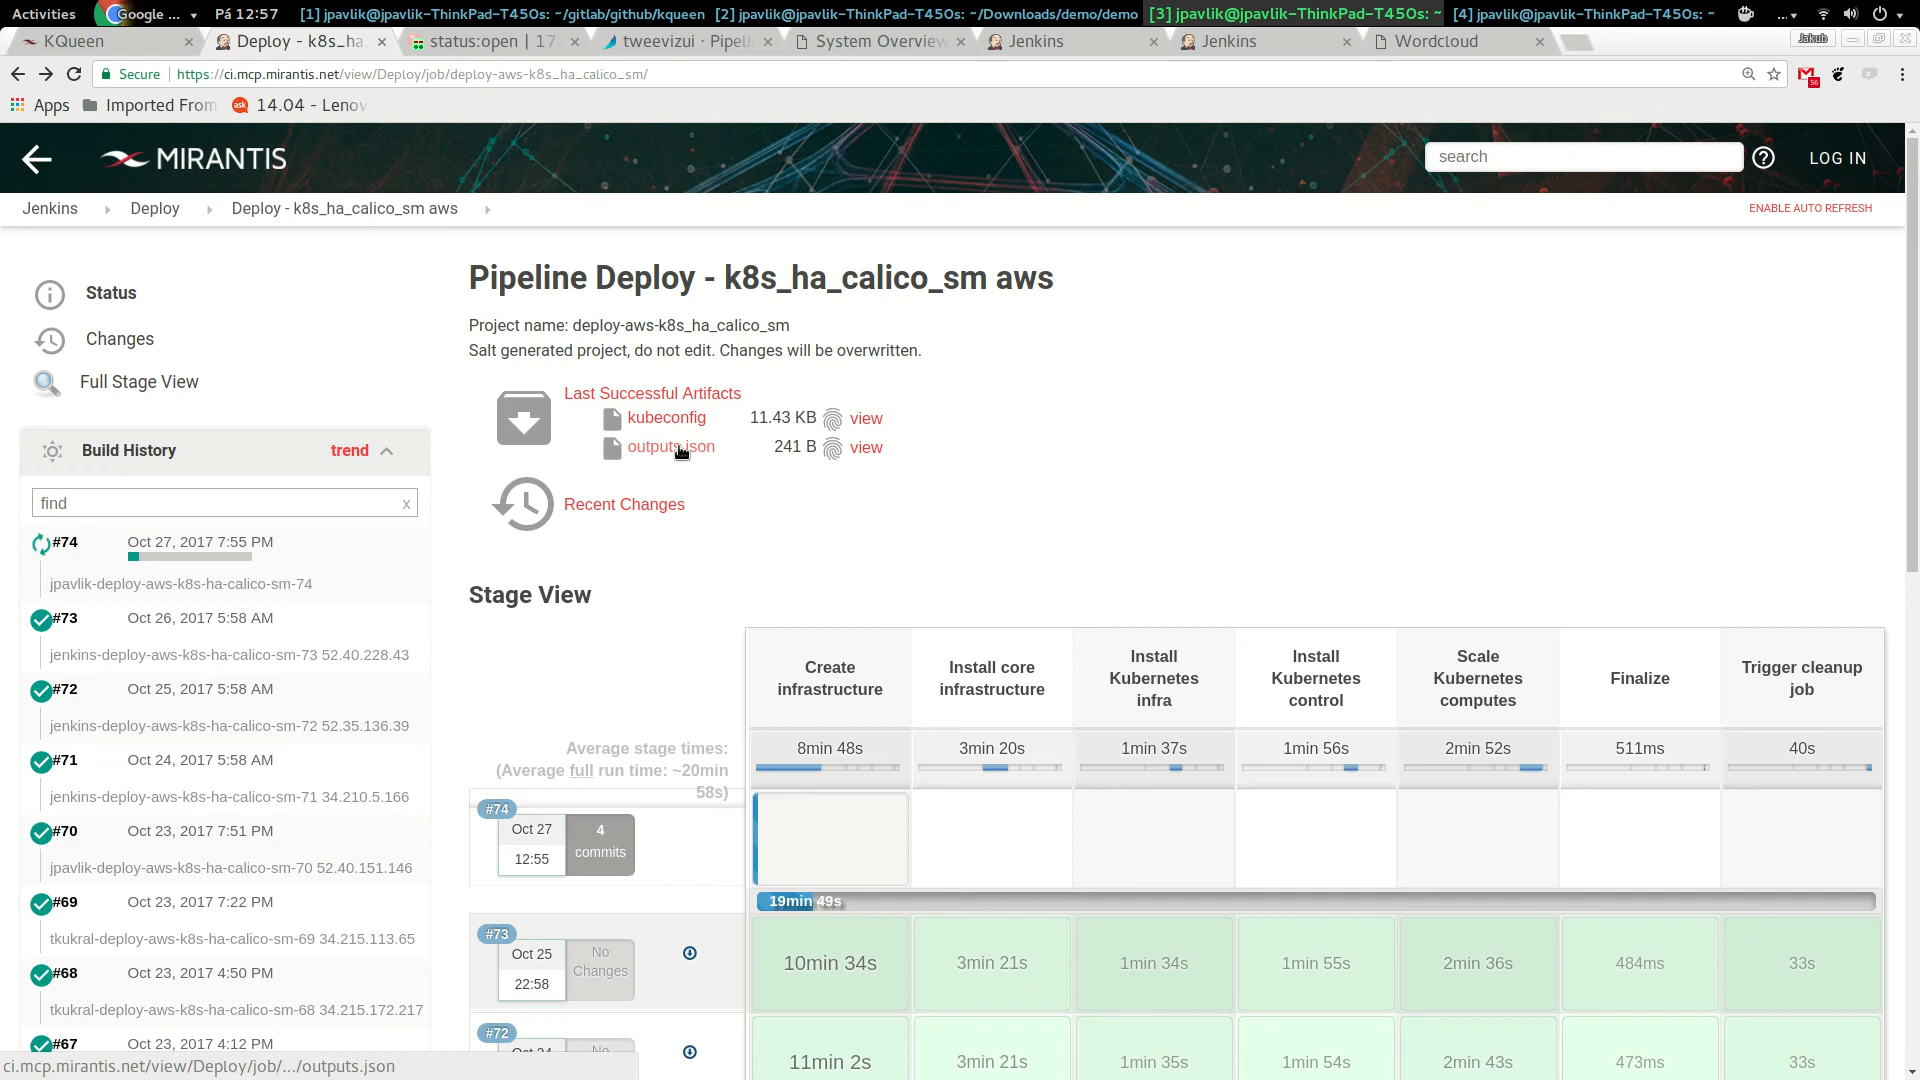 Activities
Google ...
Pá 12:57
[1] jpavlik@jpavlik-ThinkPad-T450s: ~/gitlab/github/kqueen
[2] jpavlik@jpavlik-ThinkPad-T450s: ~/Downloads/demo/demo
[3] jpavlik@jpavlik-ThinkPad-T450s: ~
[4] jpavlik@jpavlik-ThinkPad-T450s: ~
...
KQueen
Deploy - k8s_ha_
status:open | 17
tweevizui · Pipeli
System Overview
Jenkins
Jenkins
Wordcloud
Jakub
Secure
https://ci.mcp.mirantis.net/view/Deploy/job/deploy-aws-k8s_ha_calico_sm/
56
Apps
Imported From
ask
14.04 - Lenov
MIRANTIS
search
LOG IN
Jenkins
Deploy
Deploy - k8s_ha_calico_sm aws
ENABLE AUTO REFRESH
Status
Changes
Full Stage View
Build History
trend
find
x
#74
Oct 27, 2017 7:55 PM
jpavlik-deploy-aws-k8s-ha-calico-sm-74
#73
Oct 26, 2017 5:58 AM
jenkins-deploy-aws-k8s-ha-calico-sm-73 52.40.228.43
#72
Oct 25, 2017 5:58 AM
jenkins-deploy-aws-k8s-ha-calico-sm-72 52.35.136.39
#71
Oct 24, 2017 5:58 AM
jenkins-deploy-aws-k8s-ha-calico-sm-71 34.210.5.166
#70
Oct 23, 2017 7:51 PM
jpavlik-deploy-aws-k8s-ha-calico-sm-70 52.40.151.146
#69
Oct 23, 2017 7:22 PM
tkukral-deploy-aws-k8s-ha-calico-sm-69 34.215.113.65
#68
Oct 23, 2017 4:50 PM
tkukral-deploy-aws-k8s-ha-calico-sm-68 34.215.172.217
#67
Oct 23, 2017 4:12 PM
ci.mcp.mirantis.net/view/Deploy/job/.../outputs.json
Pipeline Deploy - k8s_ha_calico_sm aws
Project name: deploy-aws-k8s_ha_calico_sm
Salt generated project, do not edit. Changes will be overwritten.
Last Successful Artifacts
kubeconfig 11.43 KB view
outputs.json 241 B view
Recent Changes
Stage View
Create
infrastructure
Install core
infrastructure
Install
Kubernetes
infra
Install
Kubernetes
control
Scale
Kubernetes
computes
Finalize
Trigger cleanup
job
Average stage times:
(Average full run time: ~20min
58s)
8min 48s
3min 20s
1min 37s
1min 56s
2min 52s
511ms
40s
#74
Oct 27
12:55
4
commits
19min 49s
#73
Oct 25
22:58
No
Changes
10min 34s
3min 21s
1min 34s
1min 55s
2min 36s
484ms
33s
#72
Oct 24
No
11min 2s
3min 21s
1min 35s
1min 54s
2min 43s
473ms
33s